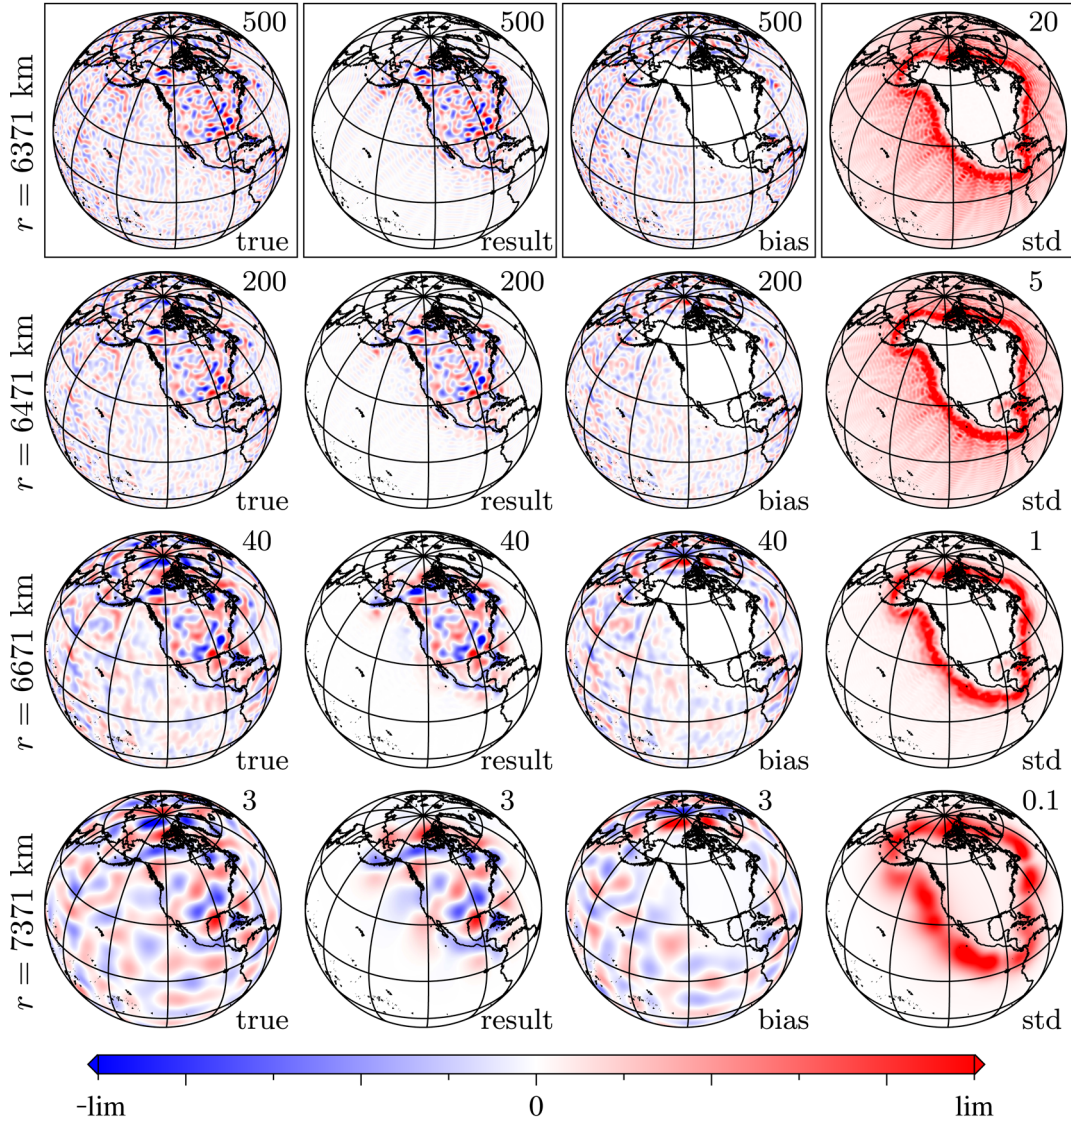 500 500 500 20
r = 6371 km
true result bias std
200 200 200 5
r = 6471 km
true result bias std
40 40 40 1
r = 6671 km
true result bias std
3 3 3 0.1
r = 7371 km
true result bias std
-lim 0 lim